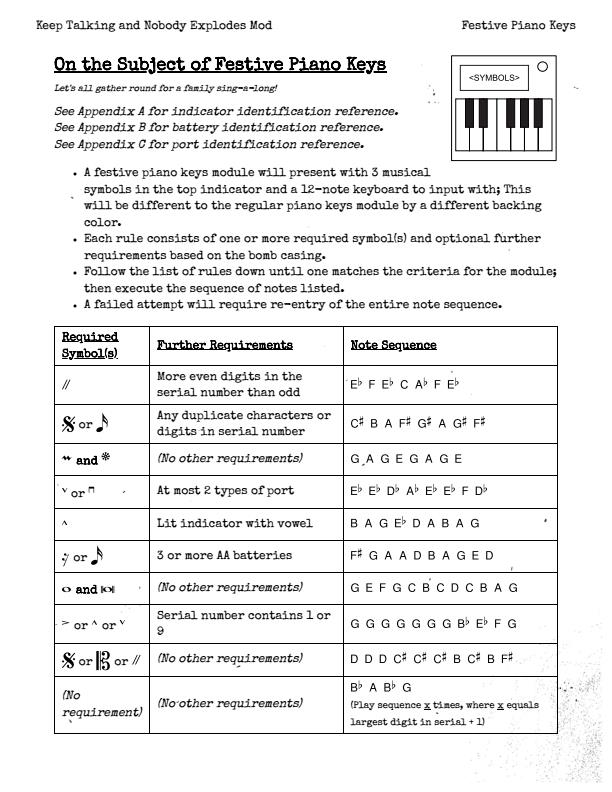 Keep Talking and Nobody Explodes Mod
Festive Piano Keys
On the Subject of Festive Piano Keys
<SYMBOLS>
Let's all gather round for a family sing-a-long!
See Appendix A for indicator identification reference.
See Appendix B for battery identification reference.
See Appendix C for port identification reference.
• A festive piano keys module will present with 3 musical
symbols in the top indicator and a 12-note keyboard to input with; This
will be different to the regular piano keys module by a different backing
color.
• Each rule consists of one or more required symbol(s) and optional further
requirements based on the bomb casing.
• Follow the list of rules down until one matches the criteria for the module;
then execute the sequence of notes listed.
• A failed attempt will require re-entry of the entire note sequence.
Required
Symbol(s)
Further Requirements
Note Sequence
//
More even digits in the
serial number than odd
E♭ F E♭ C A♭ F E♭
𝄋 or 𝅘𝅥𝅮
Any duplicate characters or
digits in serial number
C♯ B A F♯ G♯ A G♯ F♯
𝆝 and *
(No other requirements)
G A G E G A G E
˅ or ⊓
At most 2 types of port
E♭ E♭ D♭ A♭ E♭ E♭ F D♭
^
Lit indicator with vowel
B A G E♭ D A B A G
𝄿 or 𝅘𝅥𝅮
3 or more AA batteries
F♯ G A A D B A G E D
𝅝 and 𝅜
(No other requirements)
G E F G C B C D C B A G
> or ^ or ˅
Serial number contains 1 or
9
G G G G G G G B♭ E♭ F G
𝄋 or 𝄡 or //
(No other requirements)
D D D C♯ C♯ C♯ B C♯ B F♯
(No
requirement)
(No other requirements)
B♭ A B♭ G
(Play sequence x times, where x equals
largest digit in serial + 1)